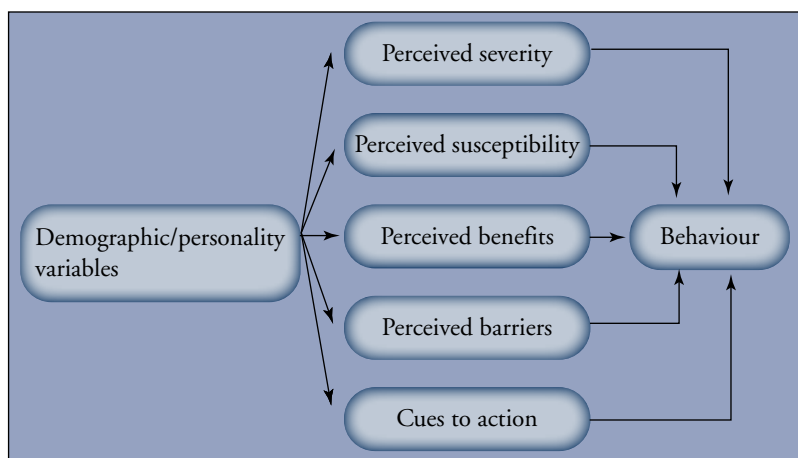 Perceived severity
Perceived susceptibility
Demographic/personality
variables
Perceived benefits
Behaviour
Perceived barriers
Cues to action